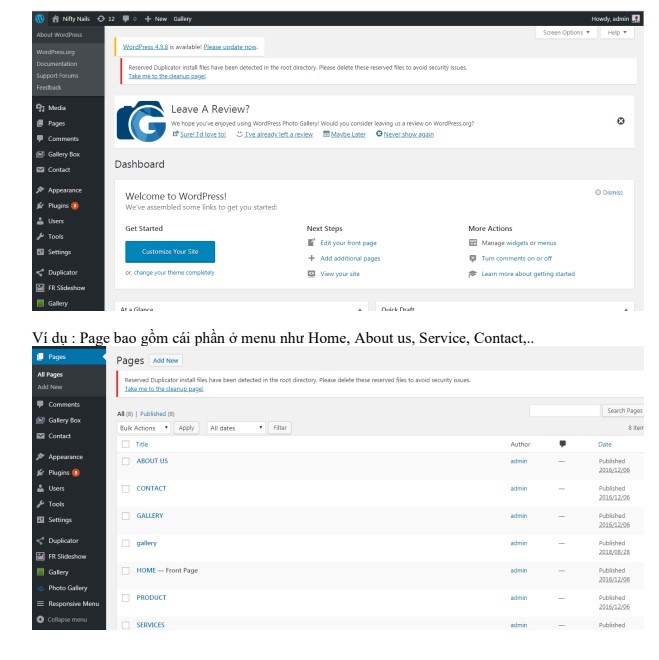 Nifty Nails 12 0 + New Gallery Howdy, admin
About WordPress
WordPress.org
Documentation
Support Forums
Feedback
Media
Pages
Comments
Gallery Box
Contact
Appearance
Plugins 3
Users
Tools
Settings
Duplicator
FR Slideshow
Gallery
Screen Options ▼ Help ▼
WordPress 4.9.8 is available! Please update now.
Reserved Duplicator install files have been detected in the root directory. Please delete these reserved files to avoid security issues.
Take me to the cleanup page!
Leave A Review?
We hope you've enjoyed using WordPress Photo Gallery! Would you consider leaving us a review on WordPress.org?
Sure! I'd love to! I've already left a review Maybe Later Never show again
Dashboard
Welcome to WordPress!
Dismiss
We've assembled some links to get you started:
Get Started Next Steps More Actions
Customize Your Site
or, change your theme completely
Edit your front page
+ Add additional pages
View your site
Manage widgets or menus
Turn comments on or off
Learn more about getting started
At a Glance ▲ Quick Draft ▲
Ví dụ : Page bao gồm cái phần ở menu như Home, About us, Service, Contact,..
Pages
All Pages
Add New
Comments
Gallery Box
Contact
Appearance
Plugins 3
Users
Tools
Settings
Duplicator
FR Slideshow
Gallery
Photo Gallery
Responsive Menu
Collapse menu
Pages Add New
Reserved Duplicator install files have been detected in the root directory. Please delete these reserved files to avoid security issues.
Take me to the cleanup page!
All (8) | Published (8) Search Pages
Bulk Actions ▼ Apply All dates ▼ Filter 8 item
Title Author Date
ABOUT US admin — Published
2016/12/06
CONTACT admin — Published
2016/12/06
GALLERY admin — Published
2016/12/06
gallery admin — Published
2018/08/28
HOME — Front Page admin — Published
2016/12/06
PRODUCT admin — Published
2016/12/06
SERVICES admin — Published